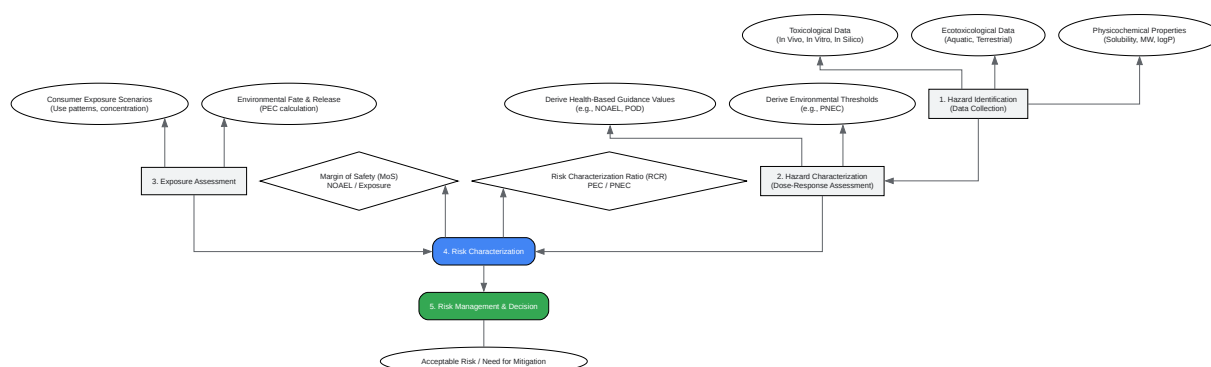 Toxicological Data
(In Vivo, In Vitro, In Silico)
Ecotoxicological Data
(Aquatic, Terrestrial)
Physicochemical Properties
(Solubility, MW, logP)
Consumer Exposure Scenarios
(Use patterns, concentration)
Environmental Fate & Release
(PEC calculation)
Derive Health-Based Guidance Values
(e.g., NOAEL, POD)
Derive Environmental Thresholds
(e.g., PNEC)
1. Hazard Identification
(Data Collection)
3. Exposure Assessment
Margin of Safety (MoS)
NOAEL / Exposure
Risk Characterization Ratio (RCR)
PEC / PNEC
2. Hazard Characterization
(Dose-Response Assessment)
4. Risk Characterization
5. Risk Management & Decision
Acceptable Risk / Need for Mitigation